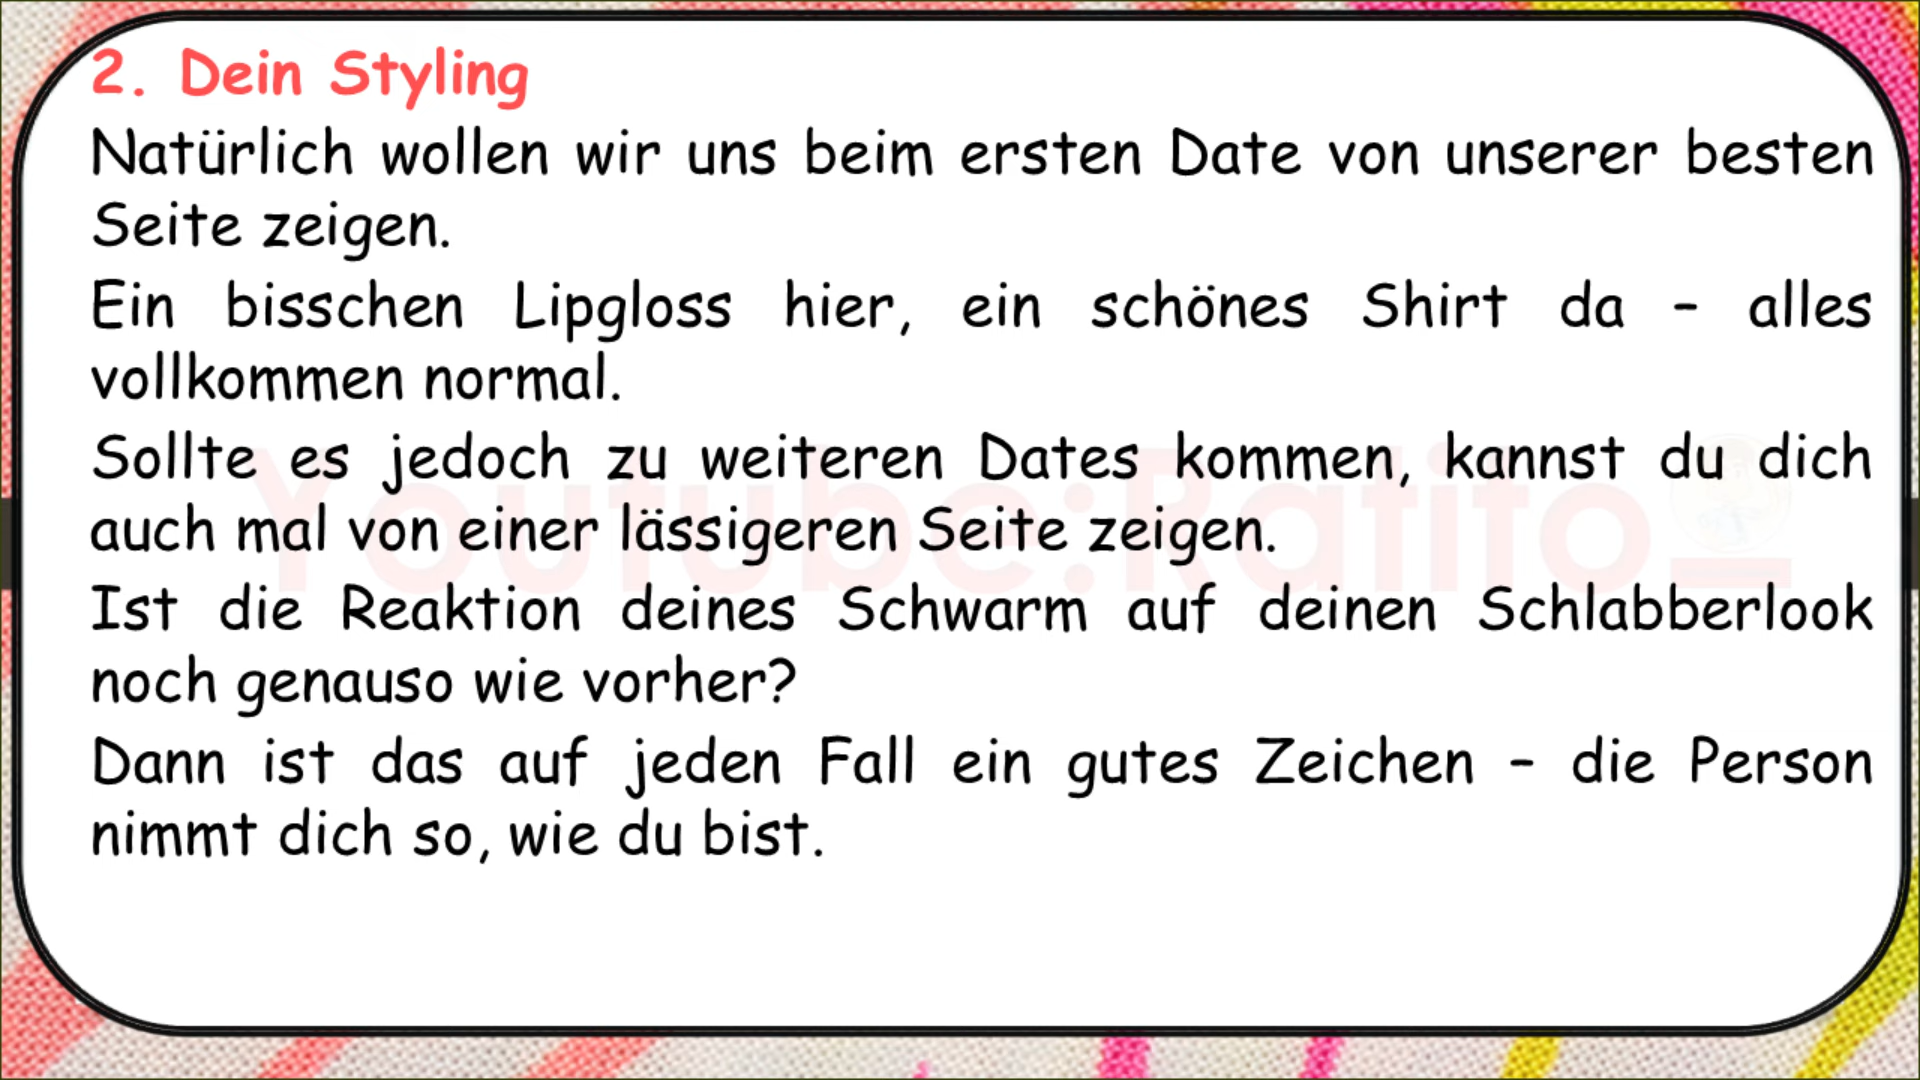 2. Dein Styling
Natürlich wollen wir uns beim ersten Date von unserer besten
Seite zeigen.
Ein bisschen Lipgloss hier, ein schönes Shirt da – alles
vollkommen normal.
Sollte es jedoch zu weiteren Dates kommen, kannst du dich
auch mal von einer lässigeren Seite zeigen.
Ist die Reaktion deines Schwarm auf deinen Schlabberlook
noch genauso wie vorher?
Dann ist das auf jeden Fall ein gutes Zeichen – die Person
nimmt dich so, wie du bist.
Youtube:Ratito